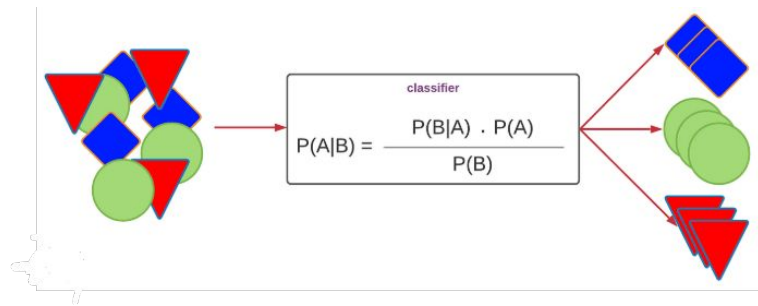 classifier
P(A|B) = P(B|A) . P(A)
P(B)